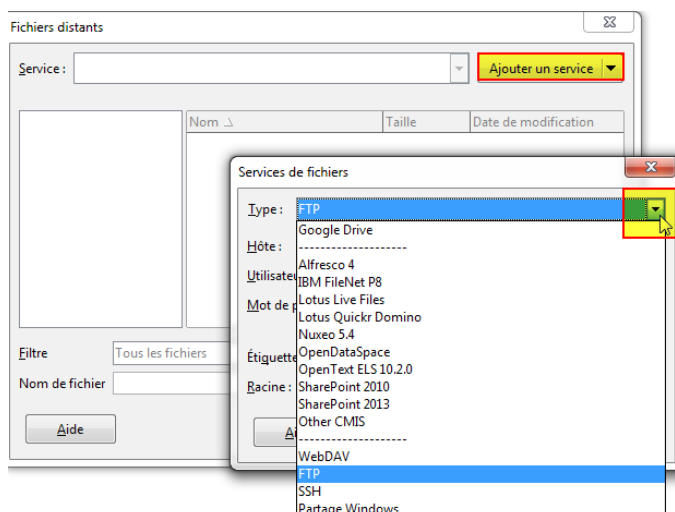 Fichiers distants
Service :
Ajouter un service
Nom
Taille
Date de modification
Services de fichiers
Type :
FTP
Google Drive
--------------------
Hôte :
Alfresco 4
Utilisateu
IBM FileNet P8
Lotus Live Files
Mot de p
Lotus Quickr Domino
Nuxeo 5.4
OpenDataSpace
Étiquette
OpenText ELS 10.2.0
Racine :
SharePoint 2010
SharePoint 2013
Other CMIS
--------------------
WebDAV
FTP
SSH
Partage Windows
Filtre
Tous les fichiers
Nom de fichier
Aide
Ai